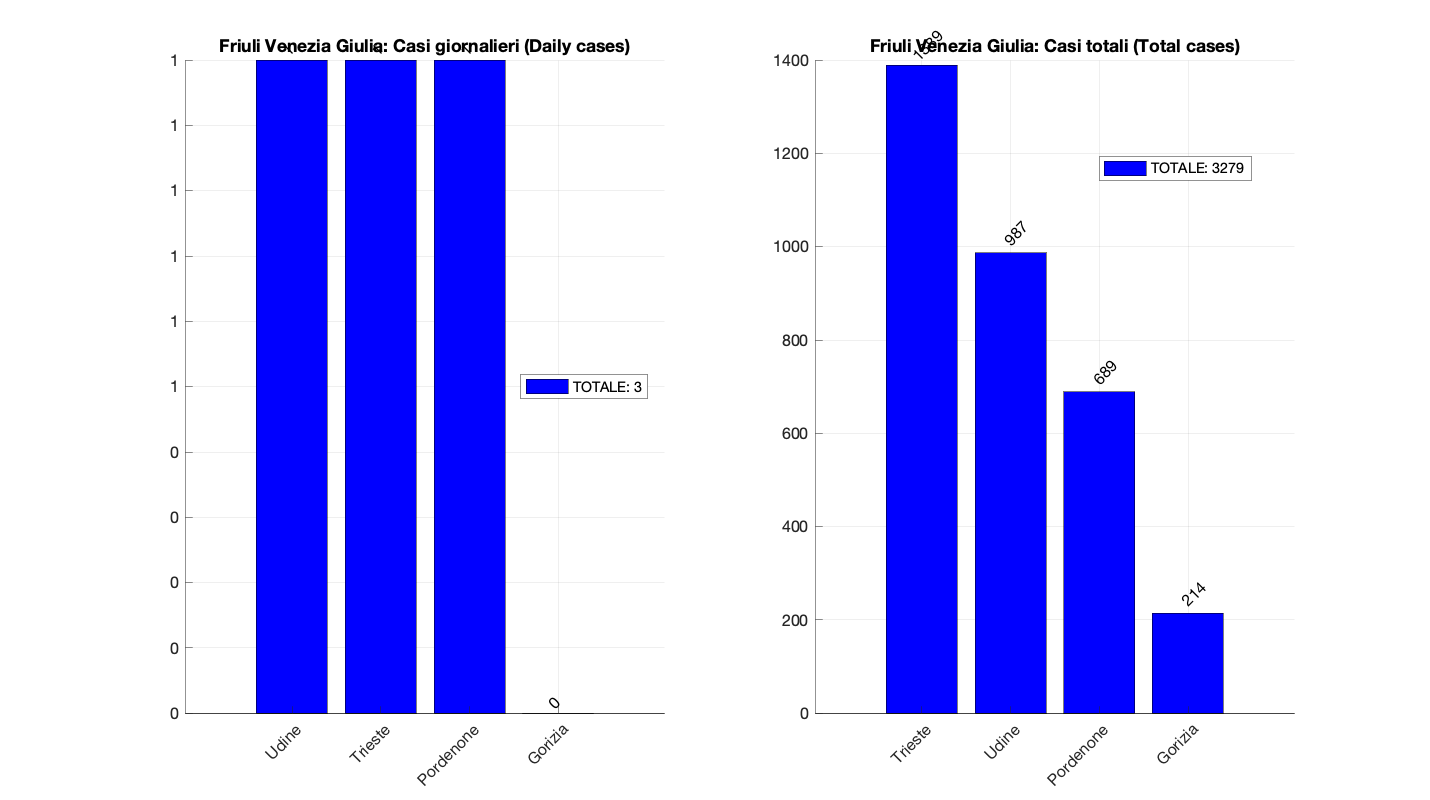 Friuli Venezia Giulia: Casi giornalieri (Daily cases)
1
1
1
1
1
1
0
0
0
0
0
0
TOTALE: 3
Udine
Trieste
Pordenone
Gorizia
Friuli Venezia Giulia: Casi totali (Total cases)
1400
1200
1000
800
600
400
200
0
1389
987
689
214
TOTALE: 3279
Trieste
Udine
Pordenone
Gorizia